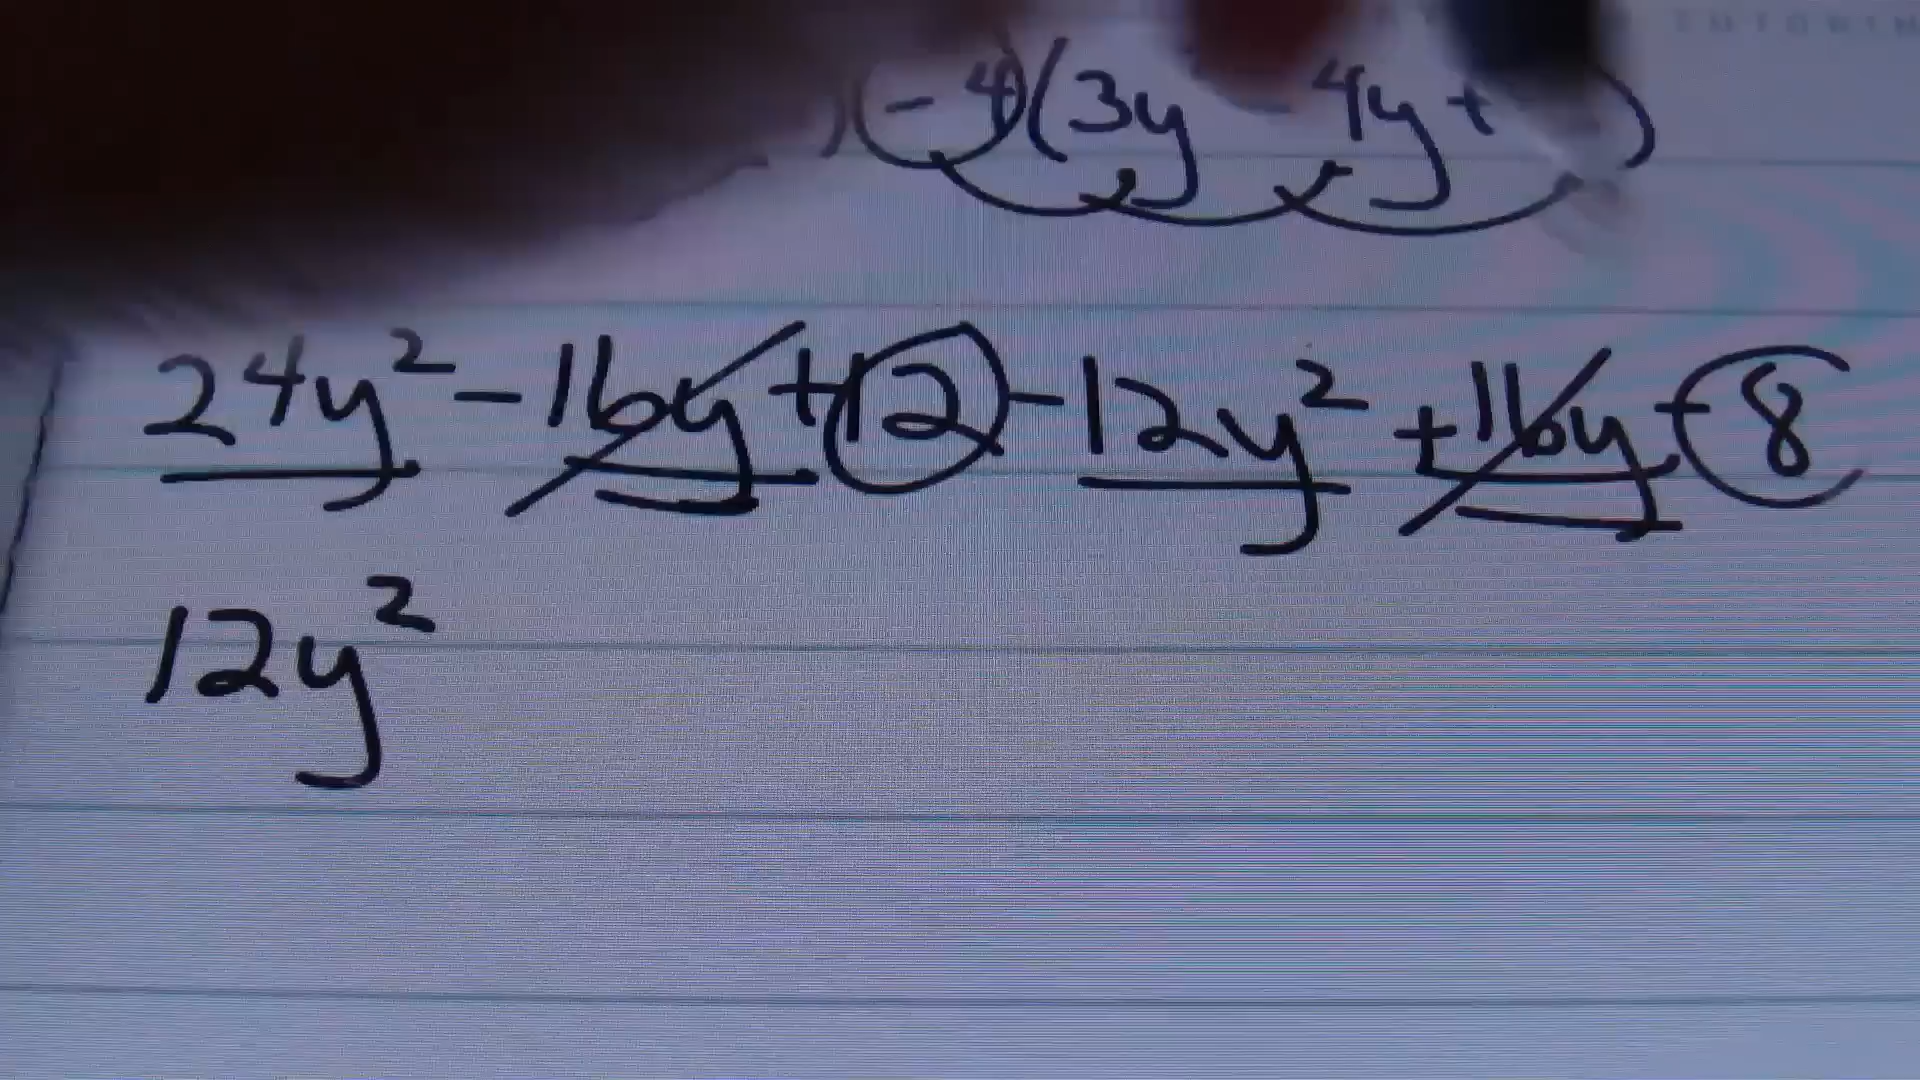 ) -4(3y - 4y + )
24y² - 16y + 12 - 12y² + 16y - 8
12y²